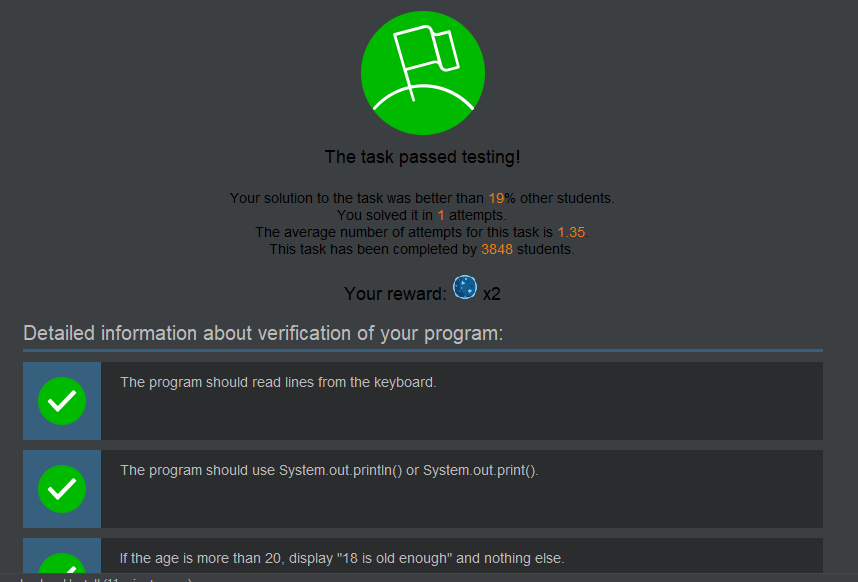 The task passed testing!
Your solution to the task was better than 19% other students.
You solved it in 1 attempts.
The average number of attempts for this task is 1.35
This task has been completed by 3848 students.
Your reward: x2
Detailed information about verification of your program:
The program should read lines from the keyboard.
The program should use System.out.println() or System.out.print().
If the age is more than 20, display "18 is old enough" and nothing else.